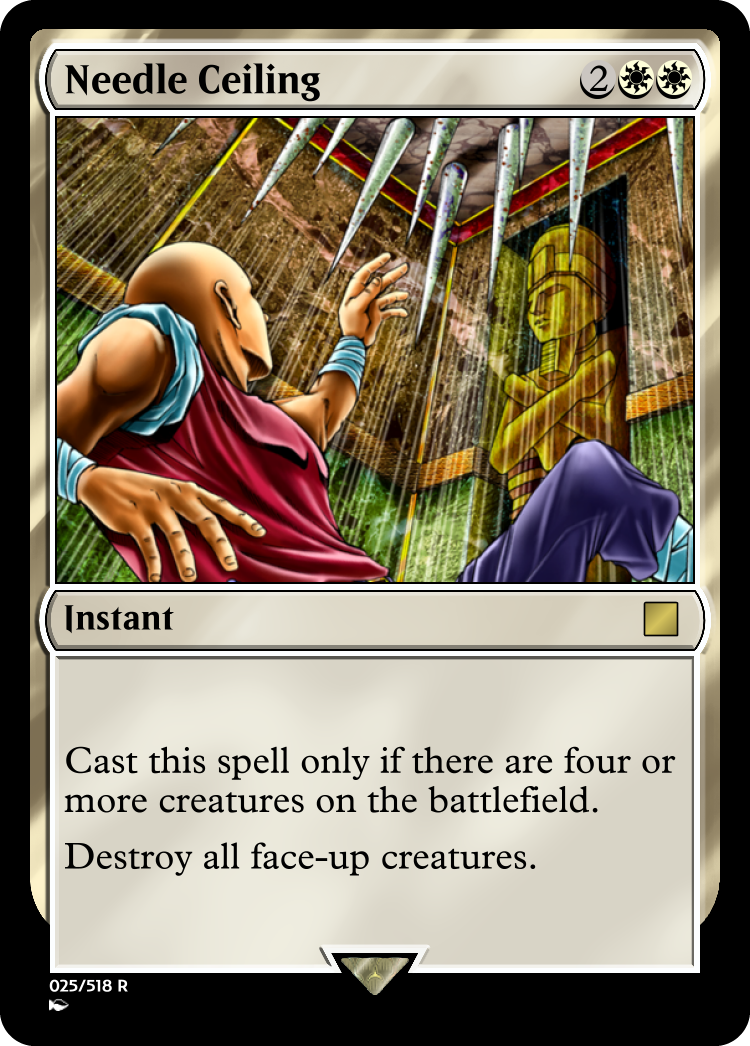 Needle Ceiling 2
Instant
Cast this spell only if there are four or
more creatures on the battlefield.
Destroy all face-up creatures.
025/518 R